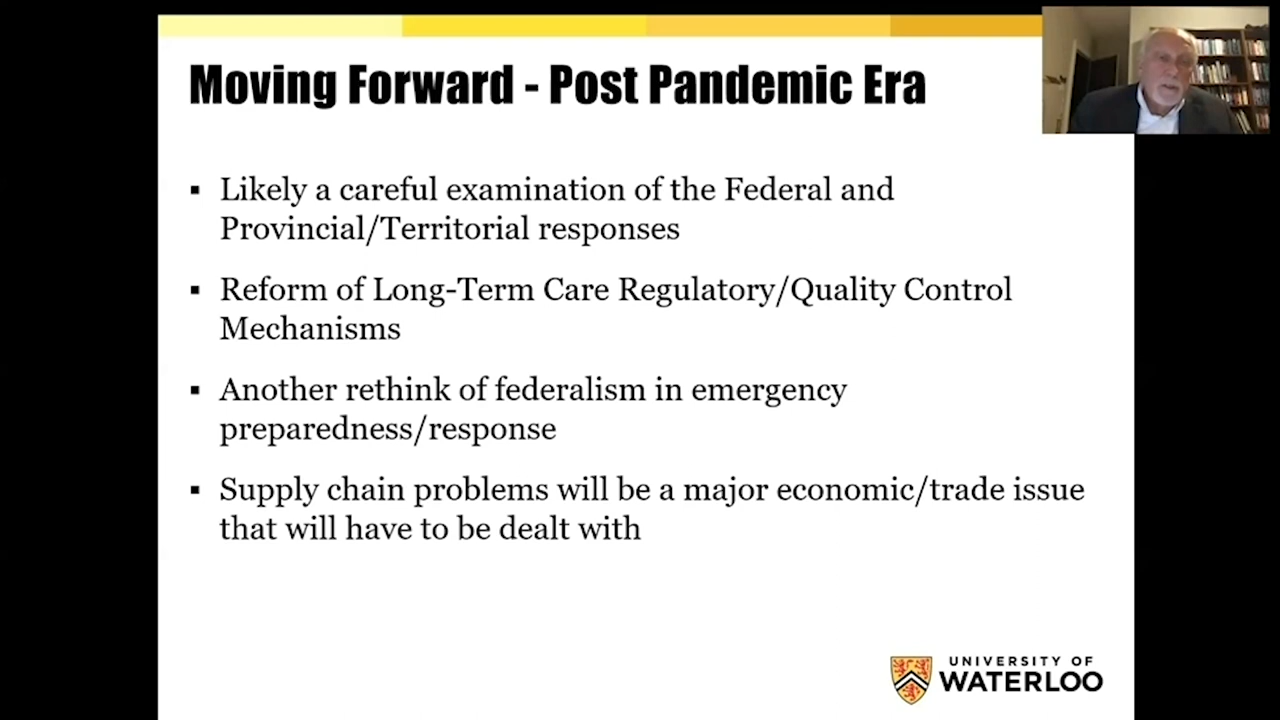 Moving Forward - Post Pandemic Era
▪ Likely a careful examination of the Federal and
Provincial/Territorial responses
▪ Reform of Long-Term Care Regulatory/Quality Control
Mechanisms
▪ Another rethink of federalism in emergency
preparedness/response
▪ Supply chain problems will be a major economic/trade issue
that will have to be dealt with
UNIVERSITY OF
WATERLOO